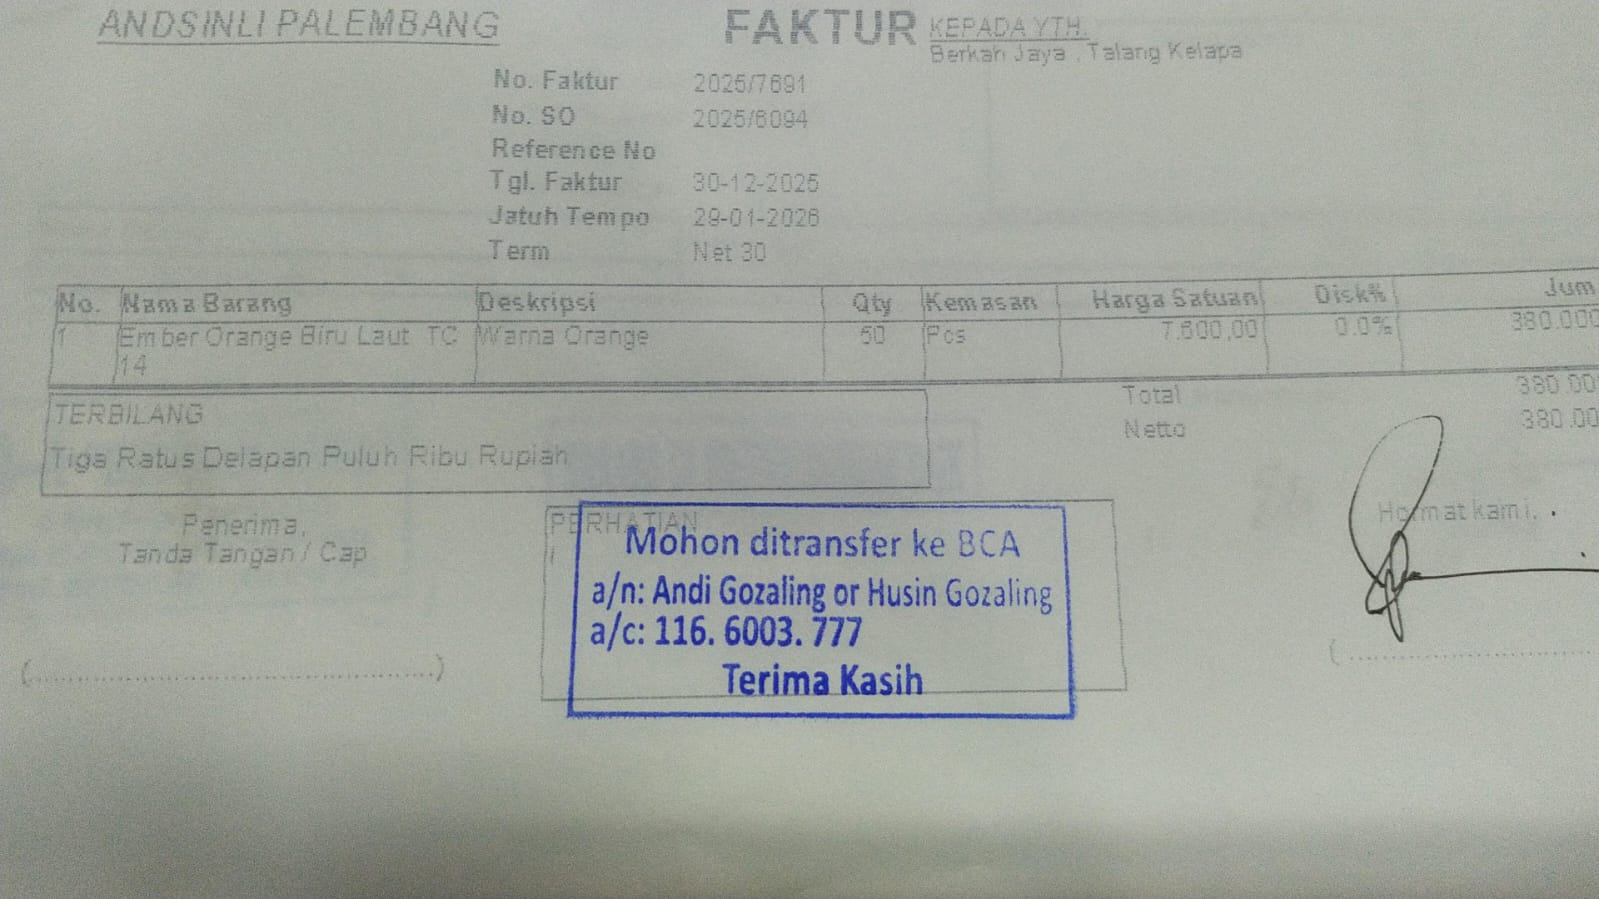 ANDSINLI PALEMBANG
FAKTUR
KEPADA YTH.
Berkah Jaya , Talang Kelapa
No. Faktur 2025/7691
No. SO 2025/6094
Reference No
Tgl. Faktur 30-12-2025
Jatuh Tempo 29-01-2026
Term Net 30
No. Nama Barang Deskripsi Qty Kemasan Harga Satuan Disk% Jum
1 Ember Orange Biru Laut TC Warna Orange 50 Pcs 7.600,00 0.0% 380.000
14
Total 380.00
Netto 380.00
TERBILANG
Tiga Ratus Delapan Puluh Ribu Rupiah
Penerima,
Tanda Tangan / Cap
(........................................)
PERHATIAN
Mohon ditransfer ke BCA
a/n: Andi Gozaling or Husin Gozaling
a/c: 116. 6003. 777
Terima Kasih
Hormat kami,
(........................